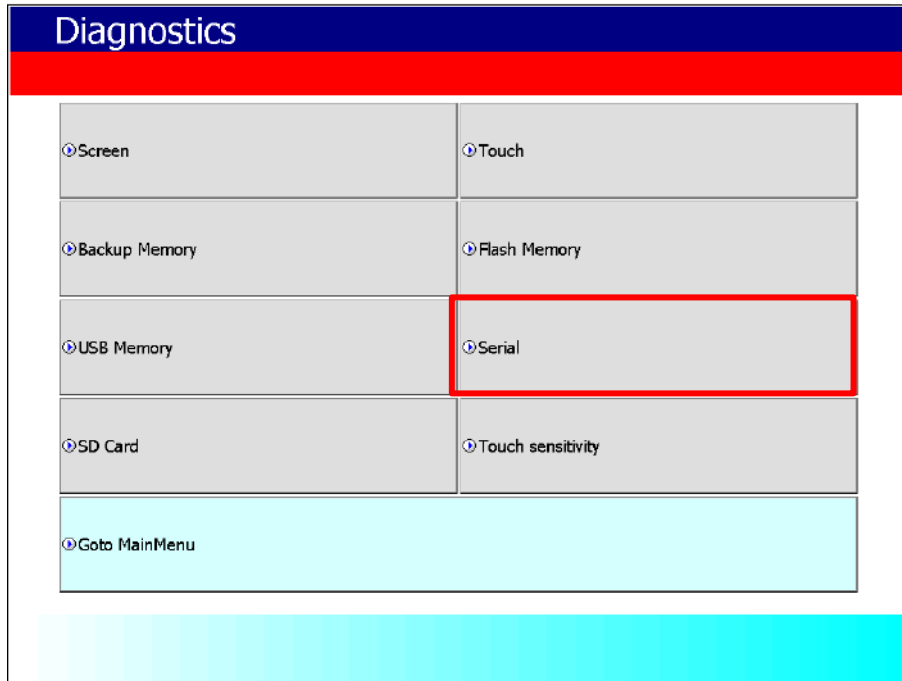 Diagnostics
Screen
Touch
Backup Memory
Flash Memory
USB Memory
Serial
SD Card
Touch sensitivity
Goto MainMenu